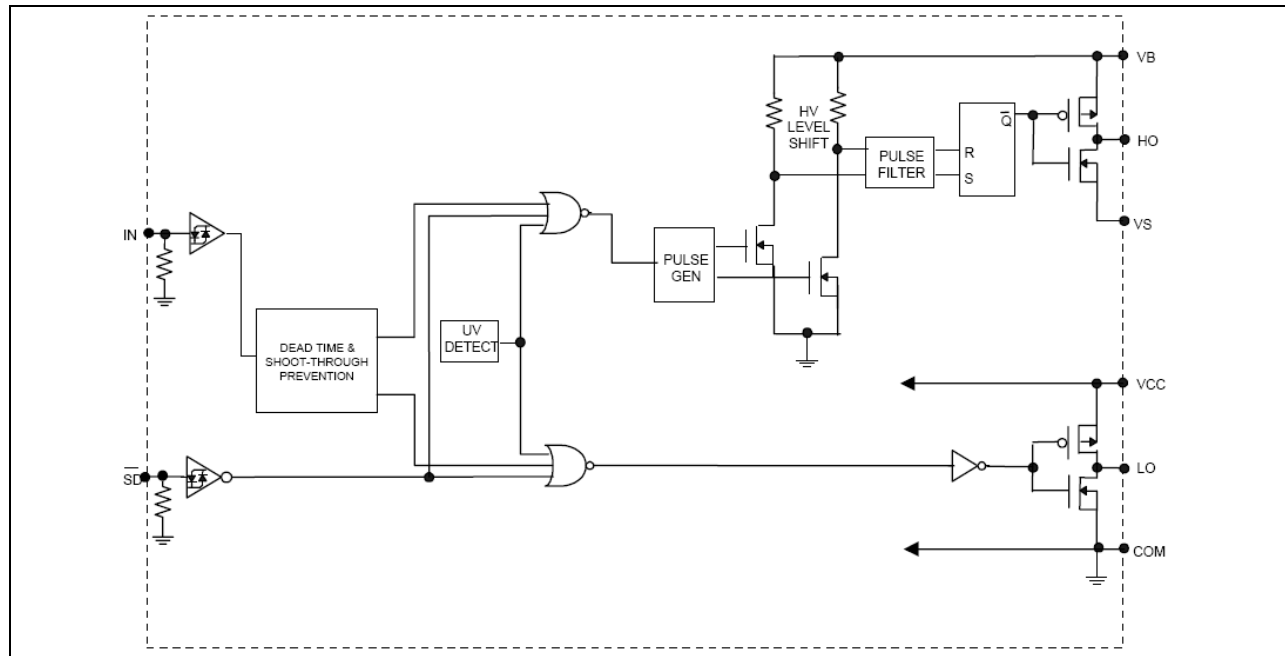 VB
HV
LEVEL
SHIFT
PULSE
FILTER
R
S
Q̅
HO
VS
IN
PULSE
GEN
DEAD TIME &
SHOOT-THROUGH
PREVENTION
UV
DETECT
VCC
S̅D̅
LO
COM